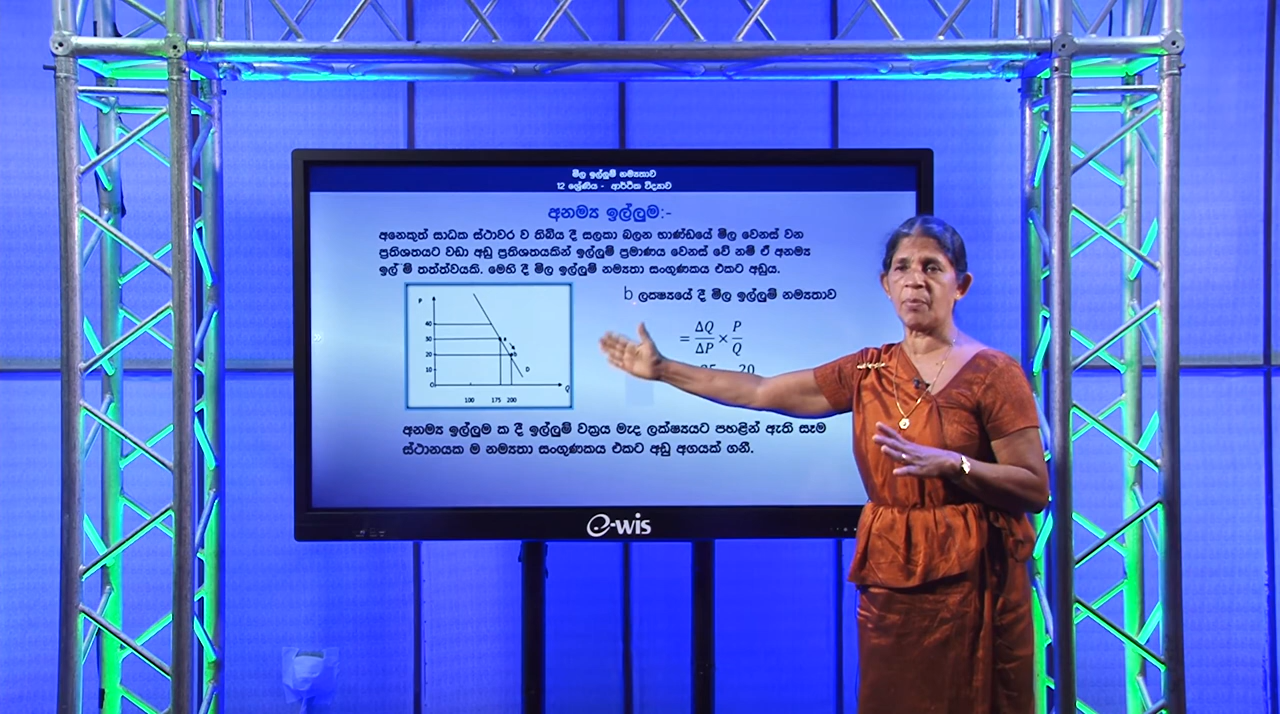 මිල ඉල්ලුම් නම්‍යතාව
12 ශ්‍රේණිය - ආර්ථික විද්‍යාව
අනම්‍ය ඉල්ලුම:-
අනෙකුත් සාධක ස්ථාවර ව තිබිය දී සලකා බලන භාණ්ඩයේ මිල වෙනස් වන
ප්‍රතිශතයට වඩා අඩු ප්‍රතිශතයකින් ඉල්ලුම් ප්‍රමාණය වෙනස් වේ නම් ඒ අනම්‍ය
ඉල් ම් තත්ත්වයකි. මෙහි දී මිල ඉල්ලුම් නම්‍යතා සංගුණකය එකට අඩුය.
b ලක්‍ෂ්‍යයේ දී මිල ඉල්ලුම් නම්‍යතාව
= ΔQ/ΔP × P/Q
20
P
40
30
20
10
0
a
b
D
Q
100 175 200
අනම්‍ය ඉල්ලුම ක දී ඉල්ලුම් වක්‍රය මැද ලක්ෂ්‍යයට පහළින් ඇති සෑම
ස්ථානයක ම නම්‍යතා සංගුණකය එකට අඩු අගයක් ගනී.
e-wis